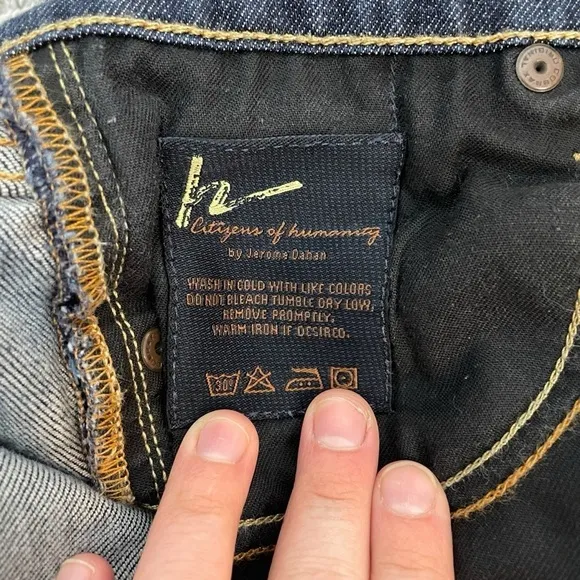 Citizens of humanity
by Jerome Dahan
WASH IN COLD WITH LIKE COLORS
DO NOT BLEACH TUMBLE DRY LOW,
REMOVE PROMPTLY.
WARM IRON IF DESIRCO.
30°